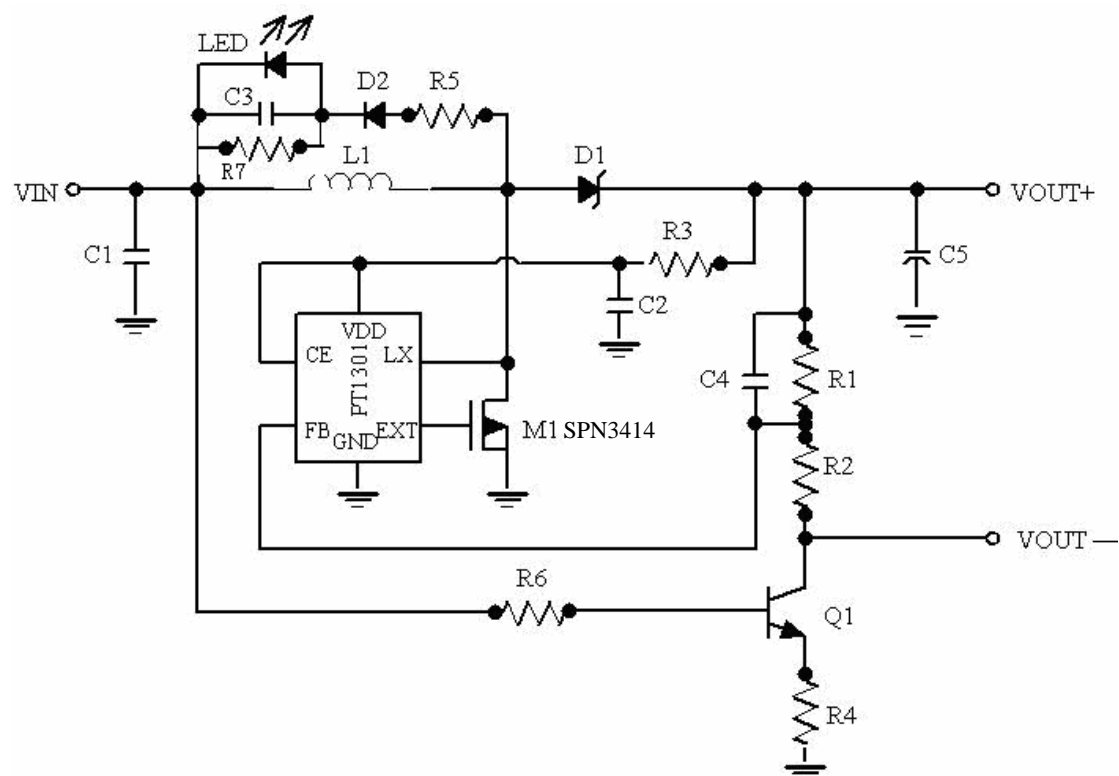 LED
D2
R5
C3
R7
L1
D1
VIN
VOUT+
C1
R3
C5
C2
VDD
CE
LX
PT1301
C4
R1
FB
EXT
M1 SPN3414
GND
R2
VOUT —
R6
Q1
R4